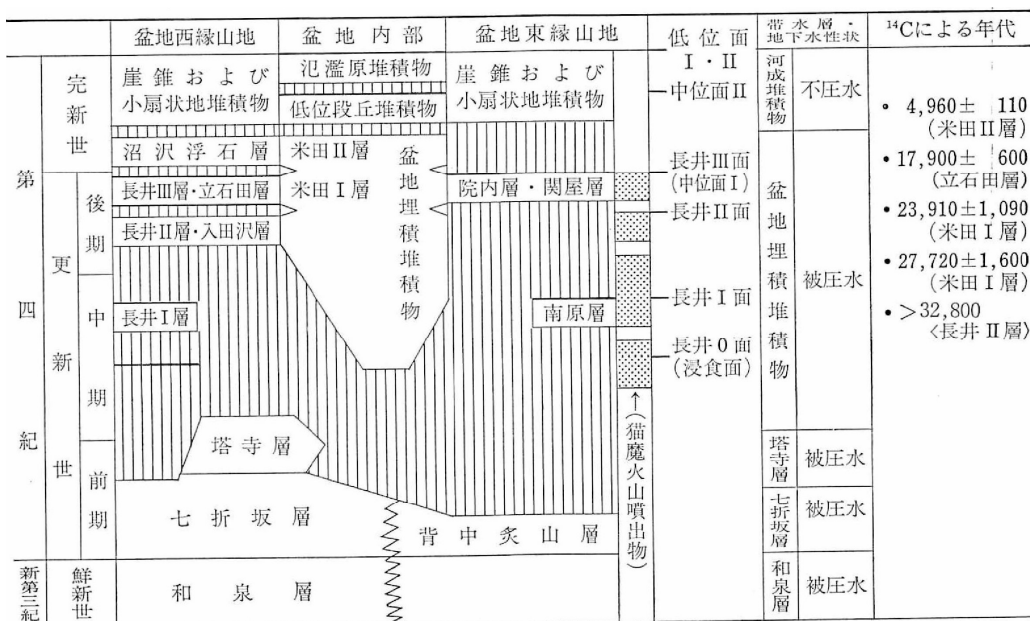 盆地西縁山地
盆地内部
盆地東縁山地
低位面
I・II
帯水層・
地下水性状
¹⁴Cによる年代
第四紀
完新世
更新世
後期
中期
前期
新第三紀
鮮新世
崖錐および
小扇状地堆積物
沼沢浮石層
長井III層・立石田層
長井II層・入田沢層
長井I層
塔寺層
七折坂層
和泉層
氾濫原堆積物
低位段丘堆積物
米田II層
米田I層
盆地埋積堆積物
崖錐および
小扇状地堆積物
院内層・関屋層
南原層
背中炙山層
↑(猫魔火山噴出物)
中位面II
長井III面
(中位面I)
長井II面
長井I面
長井0面
(浸食面)
河成堆積物
不圧水
盆地埋積堆積物
被圧水
塔寺層
被圧水
七折坂層
被圧水
和泉層
被圧水
• 4,960± 110
(米田II層)
• 17,900± 600
(立石田層)
• 23,910±1,090
(米田I層)
• 27,720±1,600
(米田I層)
• >32,800
〈長井II層〉